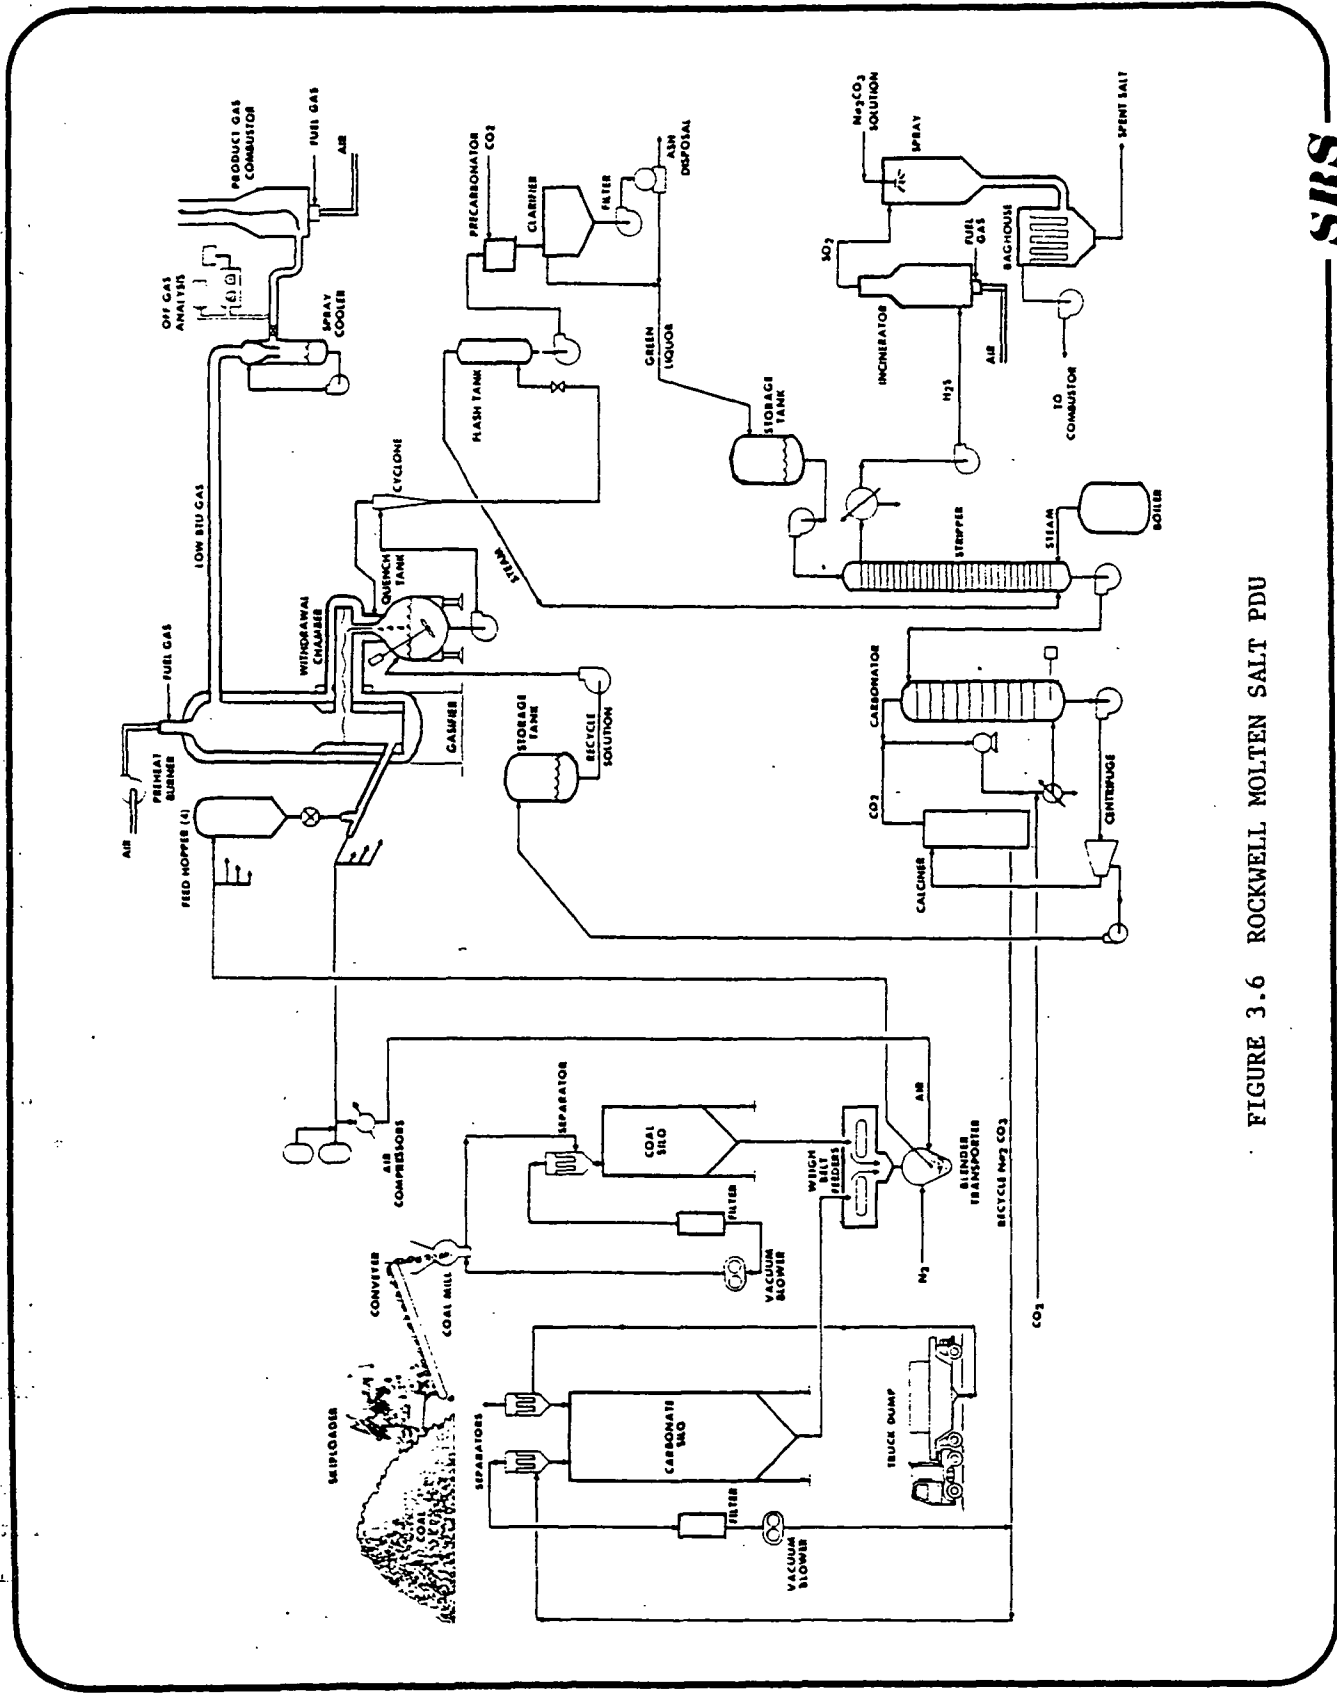 SKIPLOADER
COAL
CONVEYER
COAL MILL
SEPARATORS
CARBONATE
SILO
FILTER
VACUUM
BLOWER
TRUCK DUMP
SEPARATOR
COAL
SILO
FILTER
VACUUM
BLOWER
WEIGH
BELT
FEEDERS
N2
AIR
BLENDER
TRANSPORTER
RECYCLE Na2 CO3
CO2
AIR
COMPRESSORS
FEED HOPPER (4)
AIR
PREHEAT
BURNER
FUEL GAS
LOW BTU GAS
WITHDRAWAL
CHAMBER
QUENCH
TANK
GASIFIER
CYCLONE
STORAGE
TANK
RECYCLE
SOLUTION
STEAM
OFF GAS
ANALYSIS
SPRAY
COOLER
PRODUCT GAS
COMBUSTOR
FUEL GAS
AIR
FLASH TANK
PRECARBONATOR
CO2
CLARIFIER
FILTER
ASH
DISPOSAL
GREEN
LIQUOR
STORAGE
TANK
STRIPPER
STEAM
BOILER
H2S
INCINERATOR
AIR
FUEL
GAS
SO2
Na2CO3
SOLUTION
SPRAY
BAGHOUSE
SPENT SALT
TO
COMBUSTOR
CARBONATOR
CO2
CALCINER
CENTRIFUGE
FIGURE 3.6 ROCKWELL MOLTEN SALT PDU